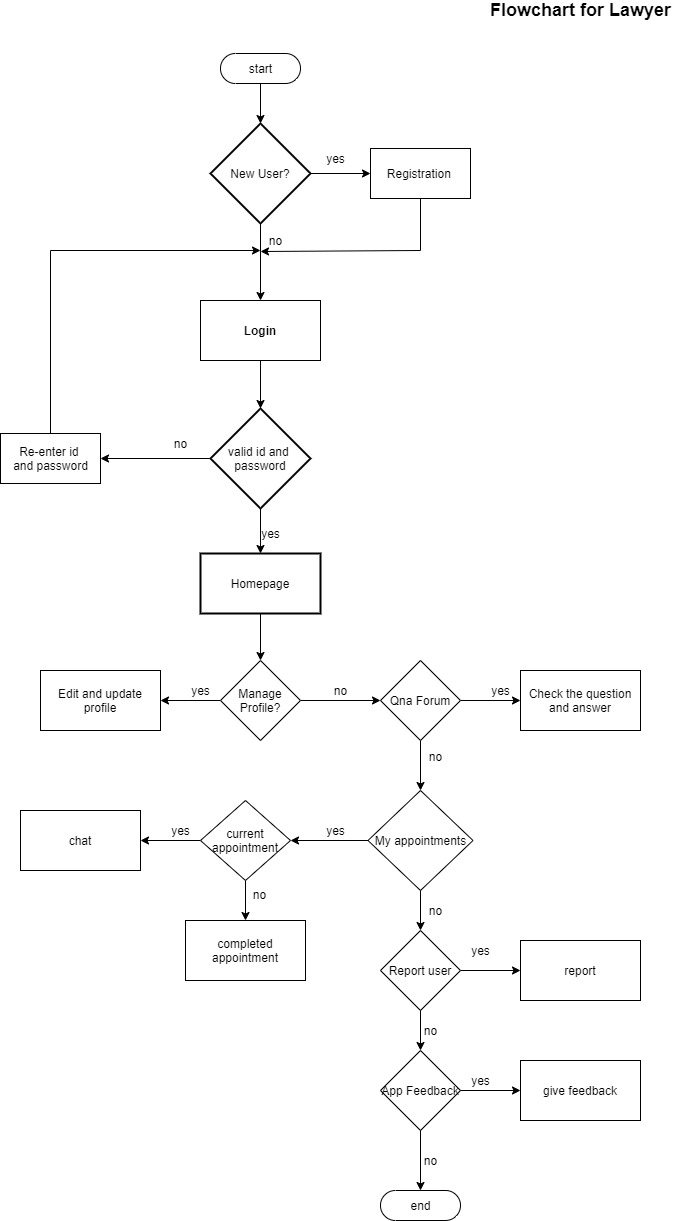 Flowchart for Lawyer
start
New User?
yes
Registration
no
Login
valid id and
password
no
Re-enter id
and password
yes
Homepage
Manage
Profile?
yes
Edit and update
profile
no
Qna Forum
yes
Check the question
and answer
no
My appointments
yes
current
appointment
yes
chat
no
completed
appointment
no
Report user
yes
report
no
App Feedback
yes
give feedback
no
end